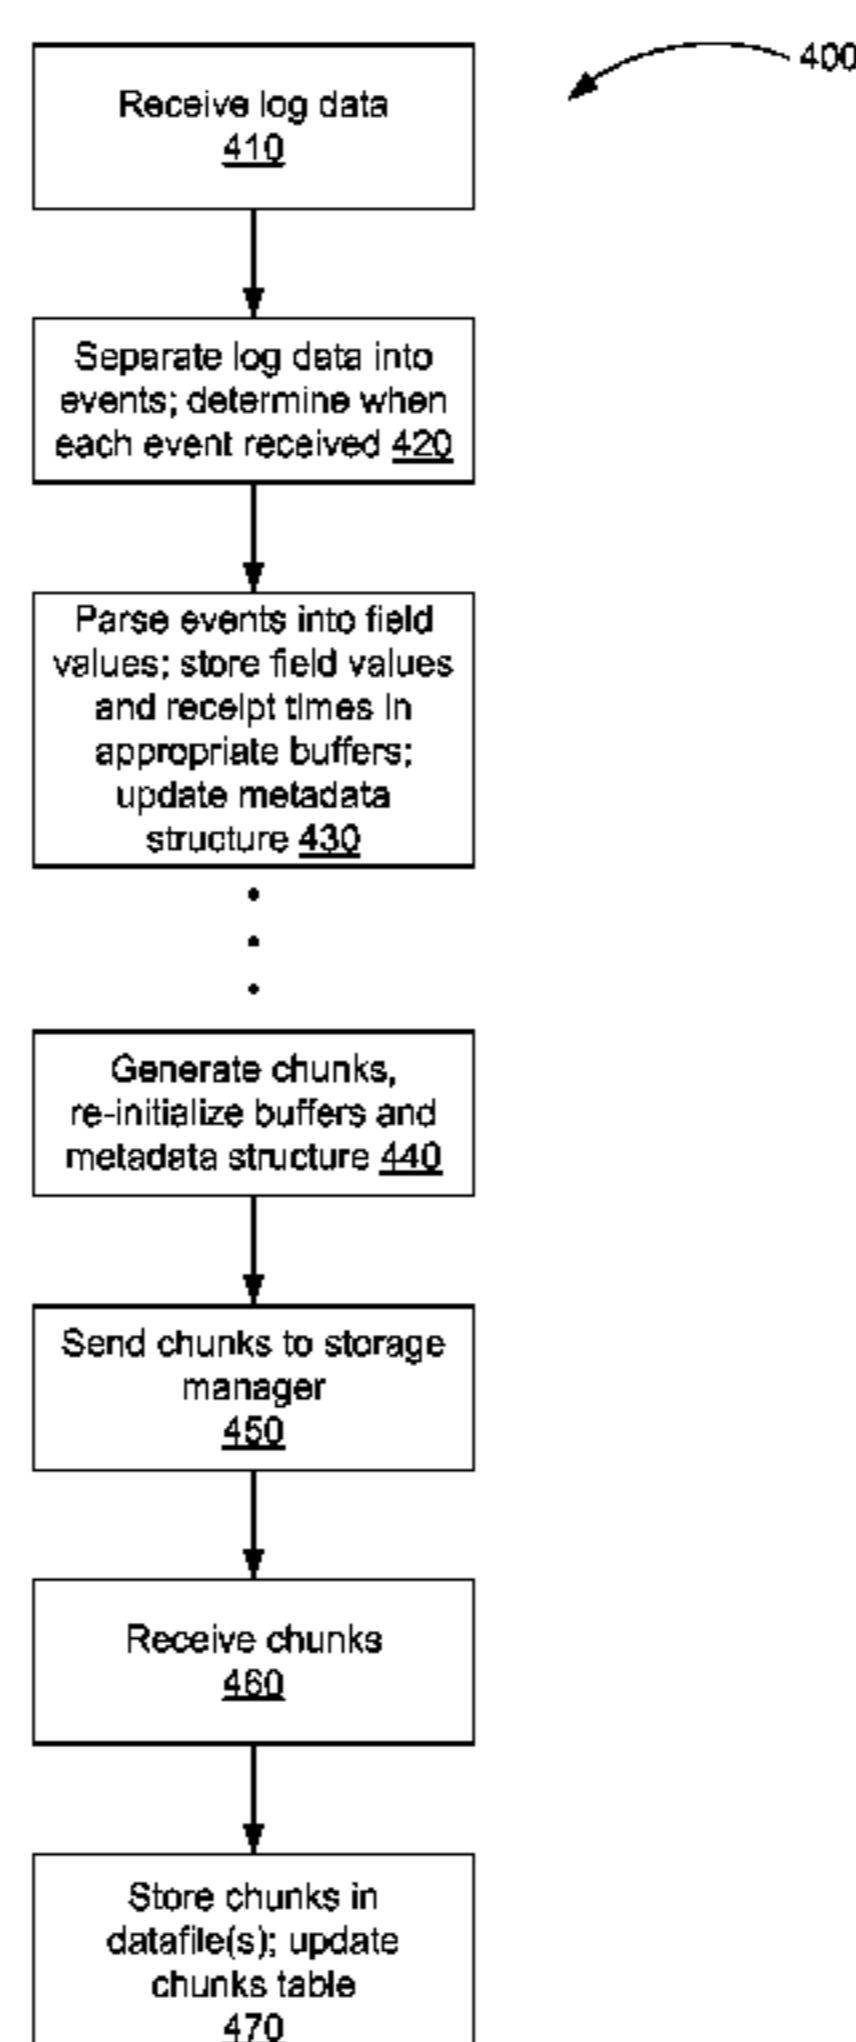 400
Receive log data
410
Separate log data into
events; determine when
each event received 420
Parse events into field
values; store field values
and receipt times in
appropriate buffers;
update metadata
structure 430
Generate chunks,
re-initialize buffers and
metadata structure 440
Send chunks to storage
manager
450
Receive chunks
460
Store chunks in
datafile(s); update
chunks table
470